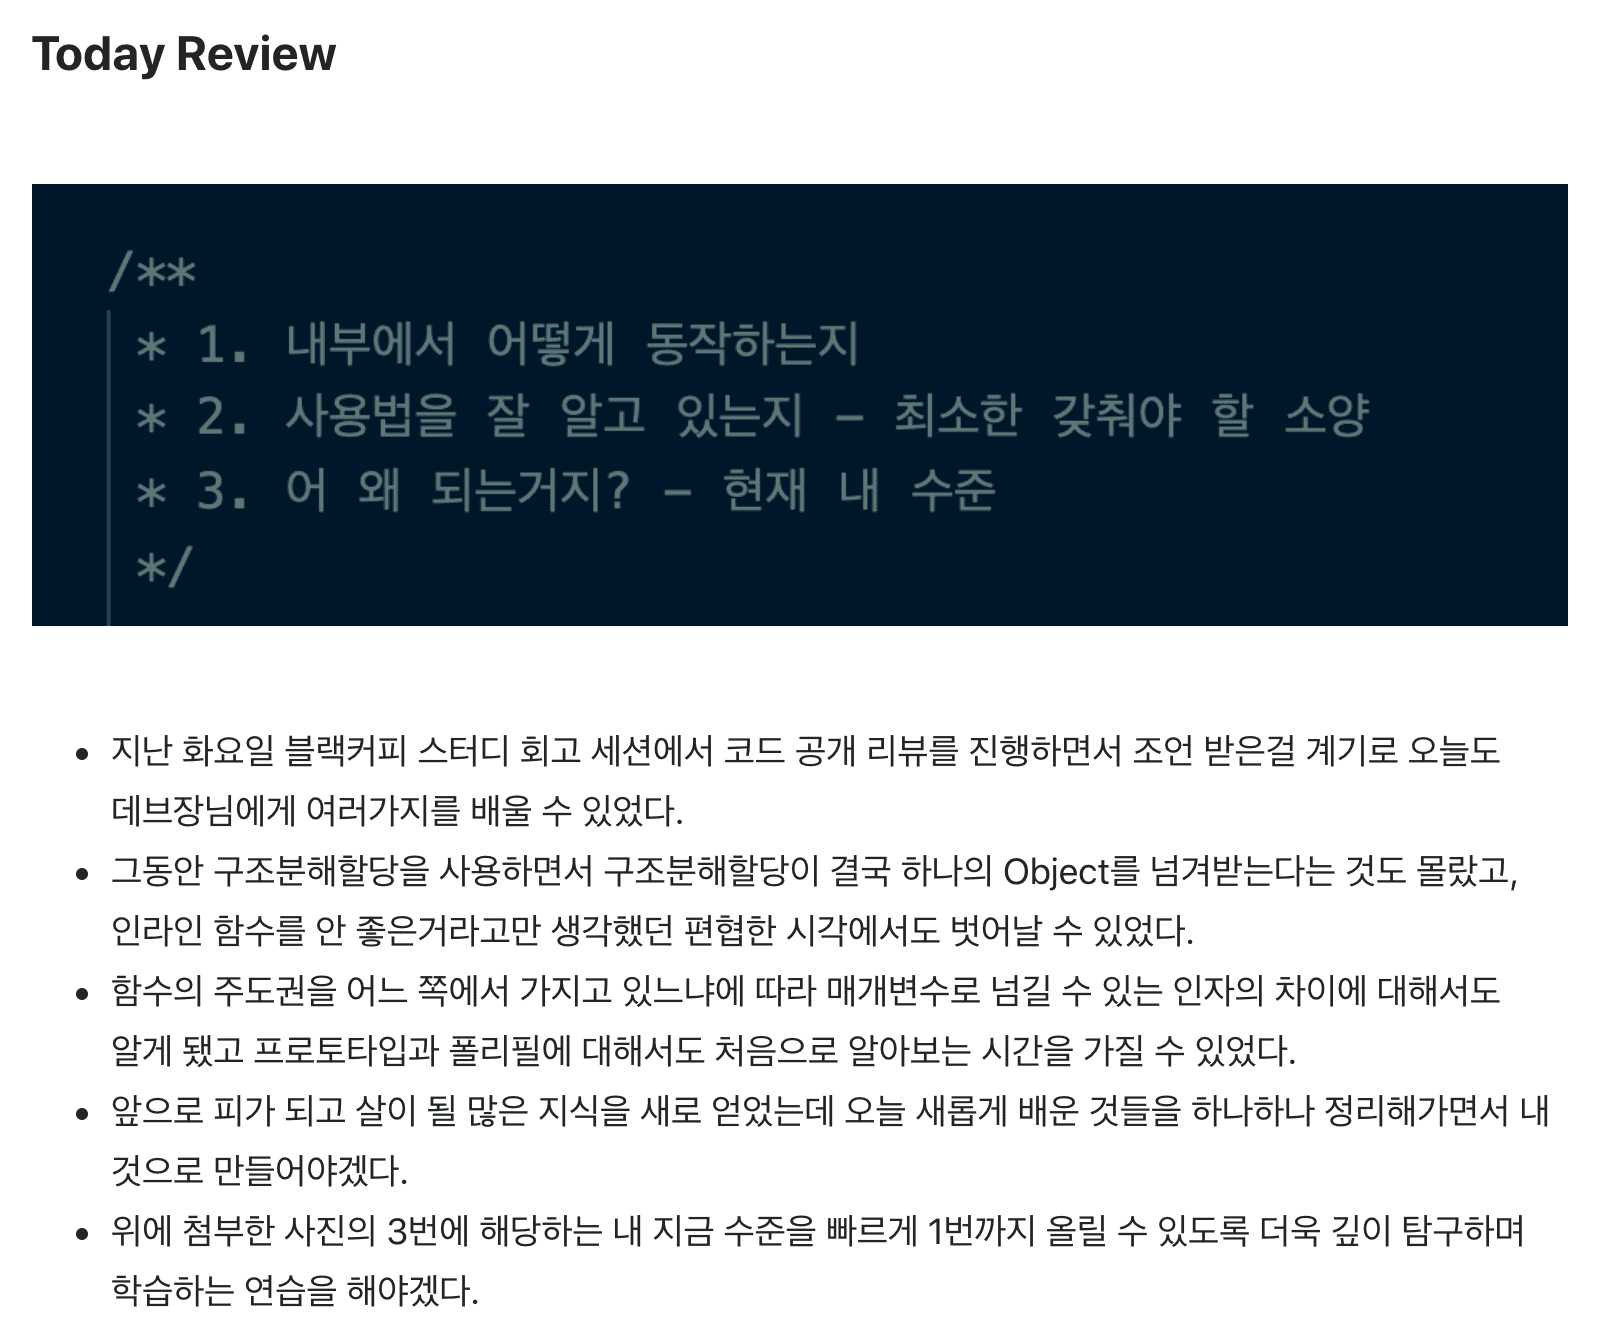 Today Review
/**
* 1. 내부에서 어떻게 동작하는지
* 2. 사용법을 잘 알고 있는지 – 최소한 갖춰야 할 소양
* 3. 어 왜 되는거지? – 현재 내 수준
*/
• 지난 화요일 블랙커피 스터디 회고 세션에서 코드 공개 리뷰를 진행하면서 조언 받은걸 계기로 오늘도
데브장님에게 여러가지를 배울 수 있었다.
• 그동안 구조분해할당을 사용하면서 구조분해할당이 결국 하나의 Object를 넘겨받는다는 것도 몰랐고,
인라인 함수를 안 좋은거라고만 생각했던 편협한 시각에서도 벗어날 수 있었다.
• 함수의 주도권을 어느 쪽에서 가지고 있느냐에 따라 매개변수로 넘길 수 있는 인자의 차이에 대해서도
알게 됐고 프로토타입과 폴리필에 대해서도 처음으로 알아보는 시간을 가질 수 있었다.
• 앞으로 피가 되고 살이 될 많은 지식을 새로 얻었는데 오늘 새롭게 배운 것들을 하나하나 정리해가면서 내
것으로 만들어야겠다.
• 위에 첨부한 사진의 3번에 해당하는 내 지금 수준을 빠르게 1번까지 올릴 수 있도록 더욱 깊이 탐구하며
학습하는 연습을 해야겠다.